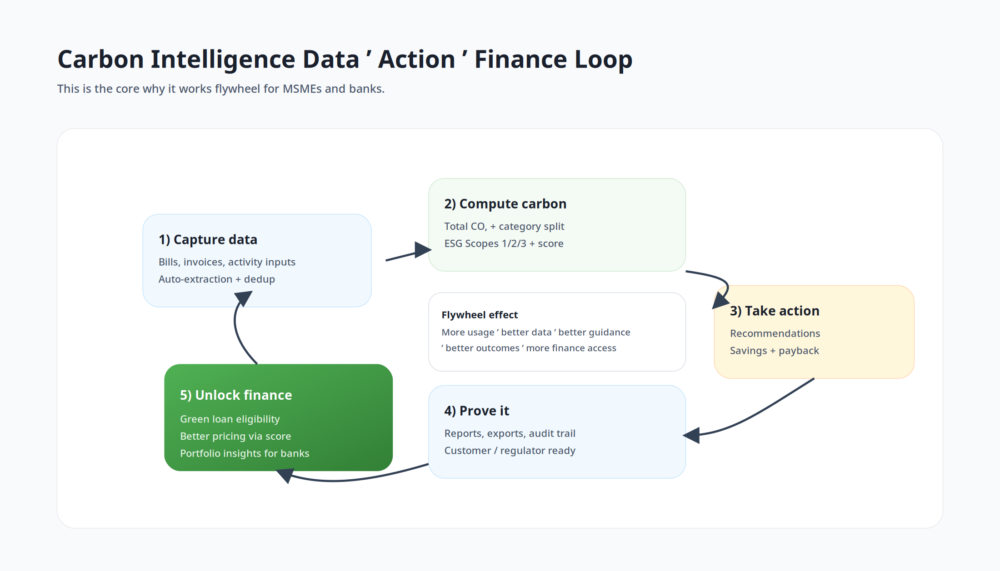 Carbon Intelligence Data ’ Action ’ Finance Loop
This is the core why it works flywheel for MSMEs and banks.
1) Capture data
Bills, invoices, activity inputs
Auto-extraction + dedup
2) Compute carbon
Total CO, + category split
ESG Scopes 1/2/3 + score
3) Take action
Recommendations
Savings + payback
Flywheel effect
More usage ’ better data ’ better guidance
’ better outcomes ’ more finance access
4) Prove it
Reports, exports, audit trail
Customer / regulator ready
5) Unlock finance
Green loan eligibility
Better pricing via score
Portfolio insights for banks